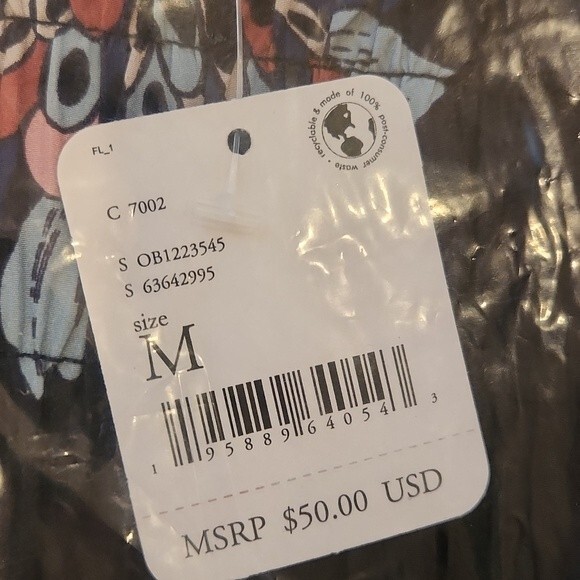 recyclable & made of 100% post-consumer waste •
FL_1
C 7002
S OB1223545
S 63642995
size
M
1 95889 64054 3
MSRP $50.00 USD